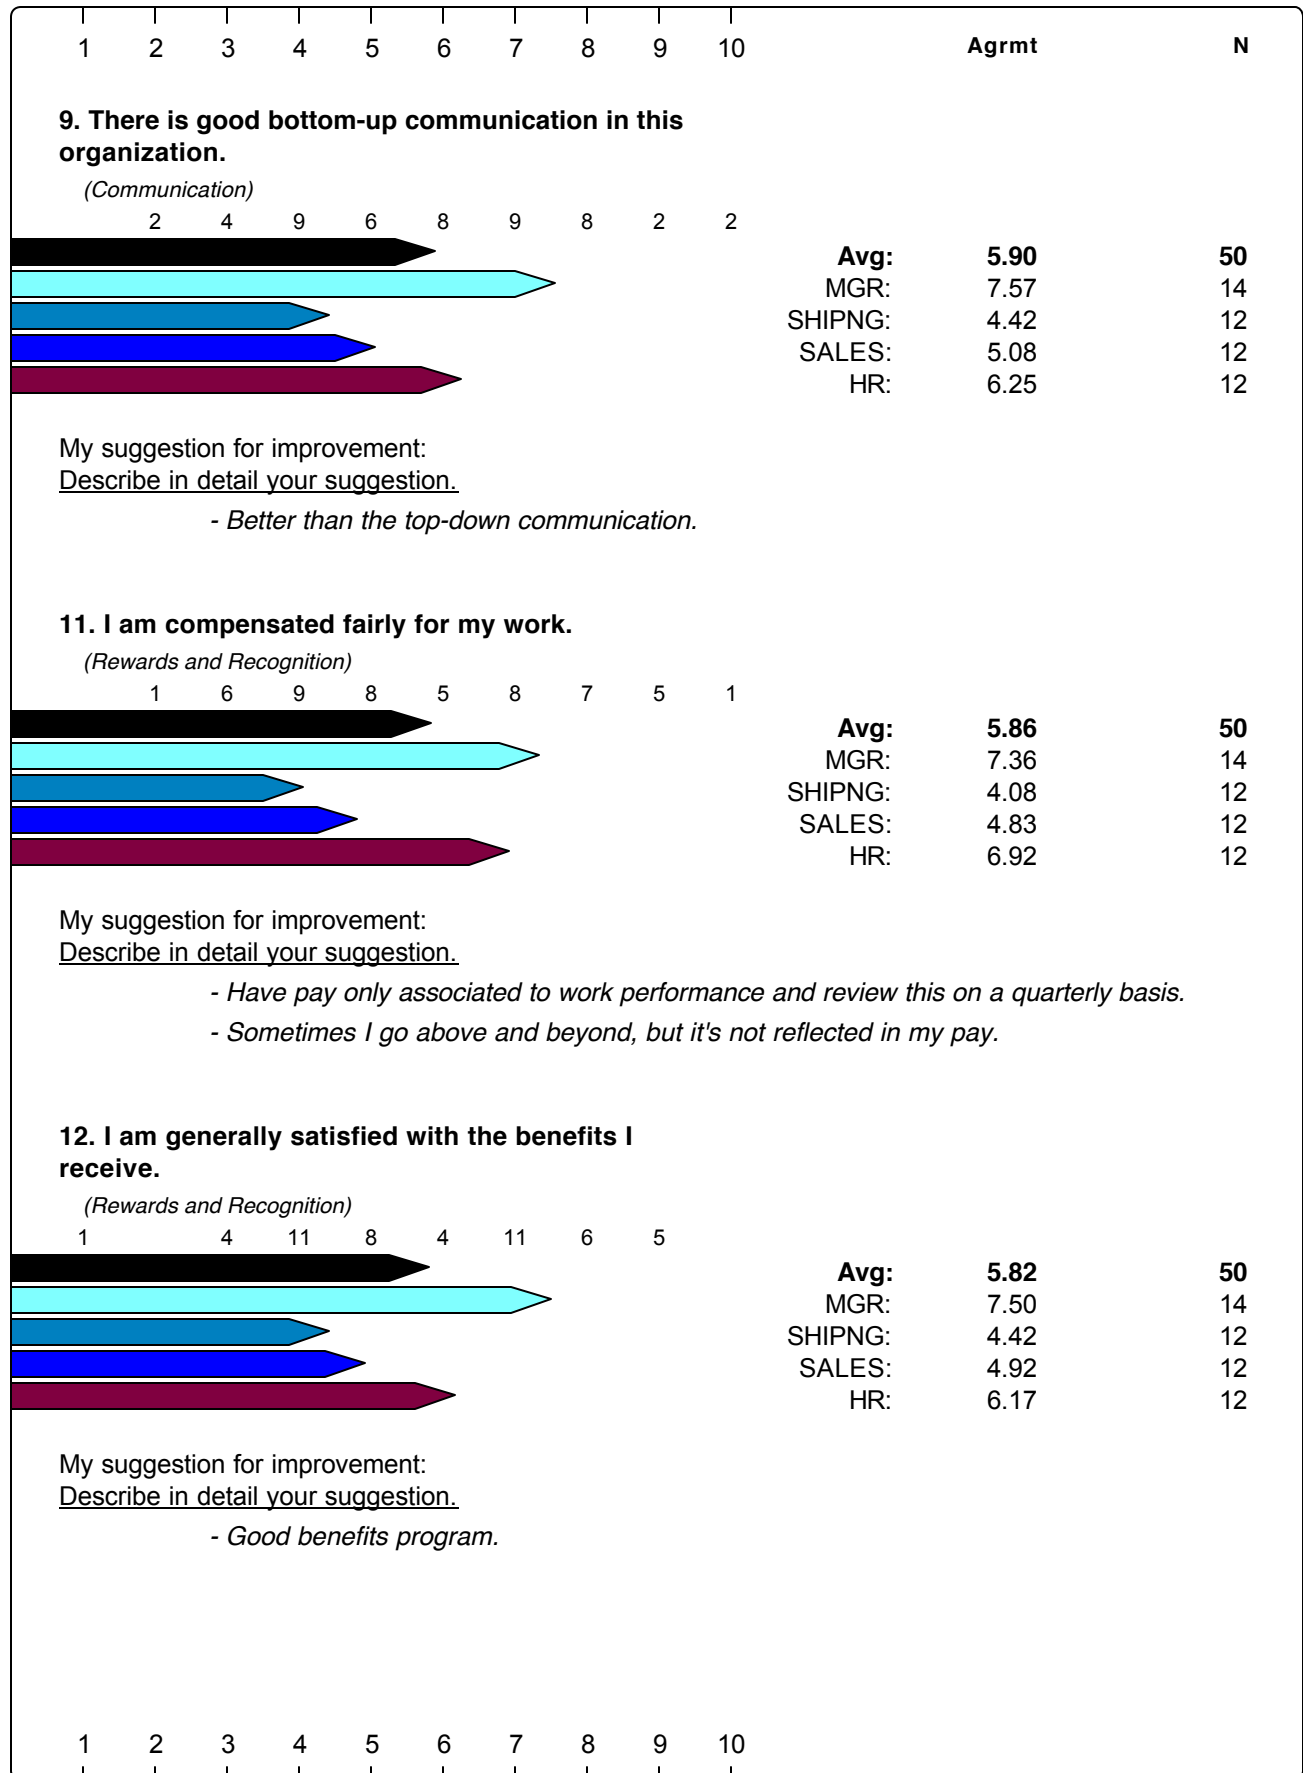 1 2 3 4 5 6 7 8 9 10 Agrmt N
9. There is good bottom-up communication in this
organization.
(Communication)
2 4 9 6 8 9 8 2 2
Avg: 5.90 50
MGR: 7.57 14
SHIPNG: 4.42 12
SALES: 5.08 12
HR: 6.25 12
My suggestion for improvement:
Describe in detail your suggestion.
- Better than the top-down communication.
11. I am compensated fairly for my work.
(Rewards and Recognition)
1 6 9 8 5 8 7 5 1
Avg: 5.86 50
MGR: 7.36 14
SHIPNG: 4.08 12
SALES: 4.83 12
HR: 6.92 12
My suggestion for improvement:
Describe in detail your suggestion.
- Have pay only associated to work performance and review this on a quarterly basis.
- Sometimes I go above and beyond, but it's not reflected in my pay.
12. I am generally satisfied with the benefits I
receive.
(Rewards and Recognition)
1 4 11 8 4 11 6 5
Avg: 5.82 50
MGR: 7.50 14
SHIPNG: 4.42 12
SALES: 4.92 12
HR: 6.17 12
My suggestion for improvement:
Describe in detail your suggestion.
- Good benefits program.
1 2 3 4 5 6 7 8 9 10